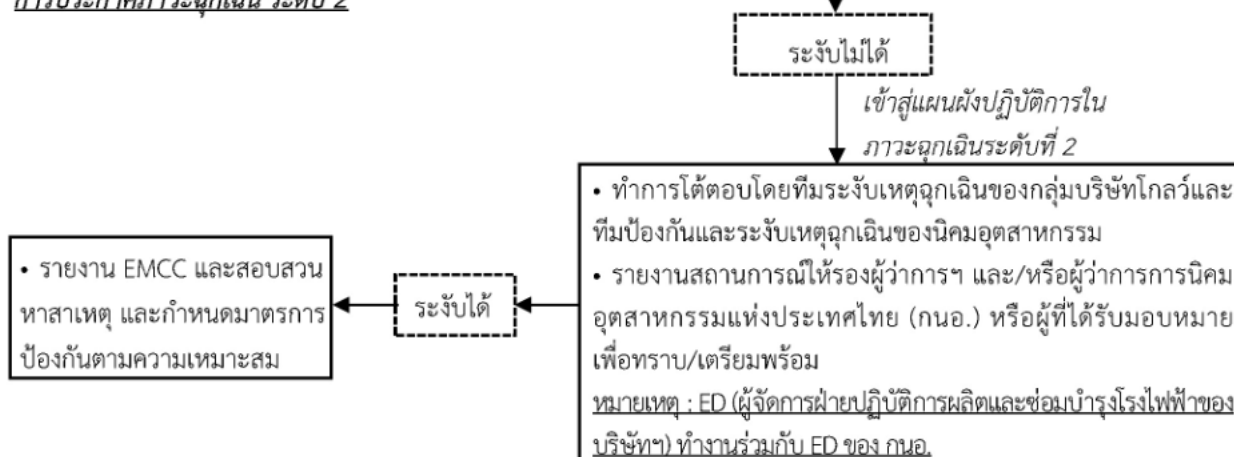 การประกาศภาวะฉุกเฉิน ระดับ 2
ระงับไม่ได้
เข้าสู่แผนผังปฏิบัติการใน
ภาวะฉุกเฉินระดับที่ 2
• ทำการโต้ตอบโดยทีมระงับเหตุฉุกเฉินของกลุ่มบริษัทโกลว์และ
ทีมป้องกันและระงับเหตุฉุกเฉินของนิคมอุตสาหกรรม
• รายงานสถานการณ์ให้รองผู้ว่าการฯ และ/หรือผู้ว่าการการนิคม
อุตสาหกรรมแห่งประเทศไทย (กนอ.) หรือผู้ที่ได้รับมอบหมาย
เพื่อทราบ/เตรียมพร้อม
หมายเหตุ : ED (ผู้จัดการฝ่ายปฏิบัติการผลิตและซ่อมบำรุงโรงไฟฟ้าของ
บริษัทฯ) ทำงานร่วมกับ ED ของ กนอ.
ระงับได้
• รายงาน EMCC และสอบสวน
หาสาเหตุ และกำหนดมาตรการ
ป้องกันตามความเหมาะสม